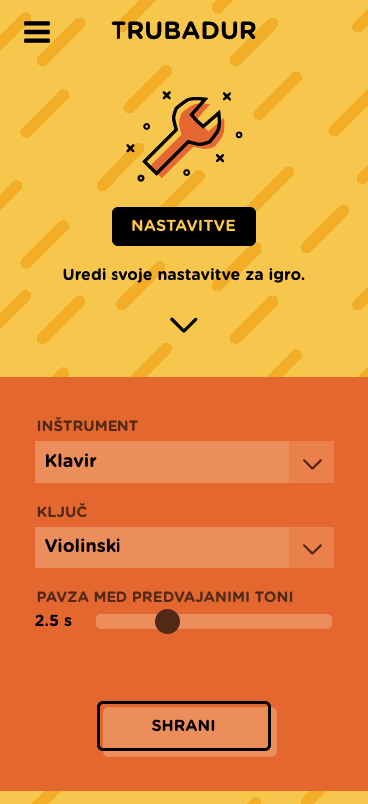 TRUBADUR
NASTAVITVE
Uredi svoje nastavitve za igro.
INŠTRUMENT
Klavir
KLJUČ
Violinski
PAVZA MED PREDVAJANIMI TONI
2.5 s
SHRANI